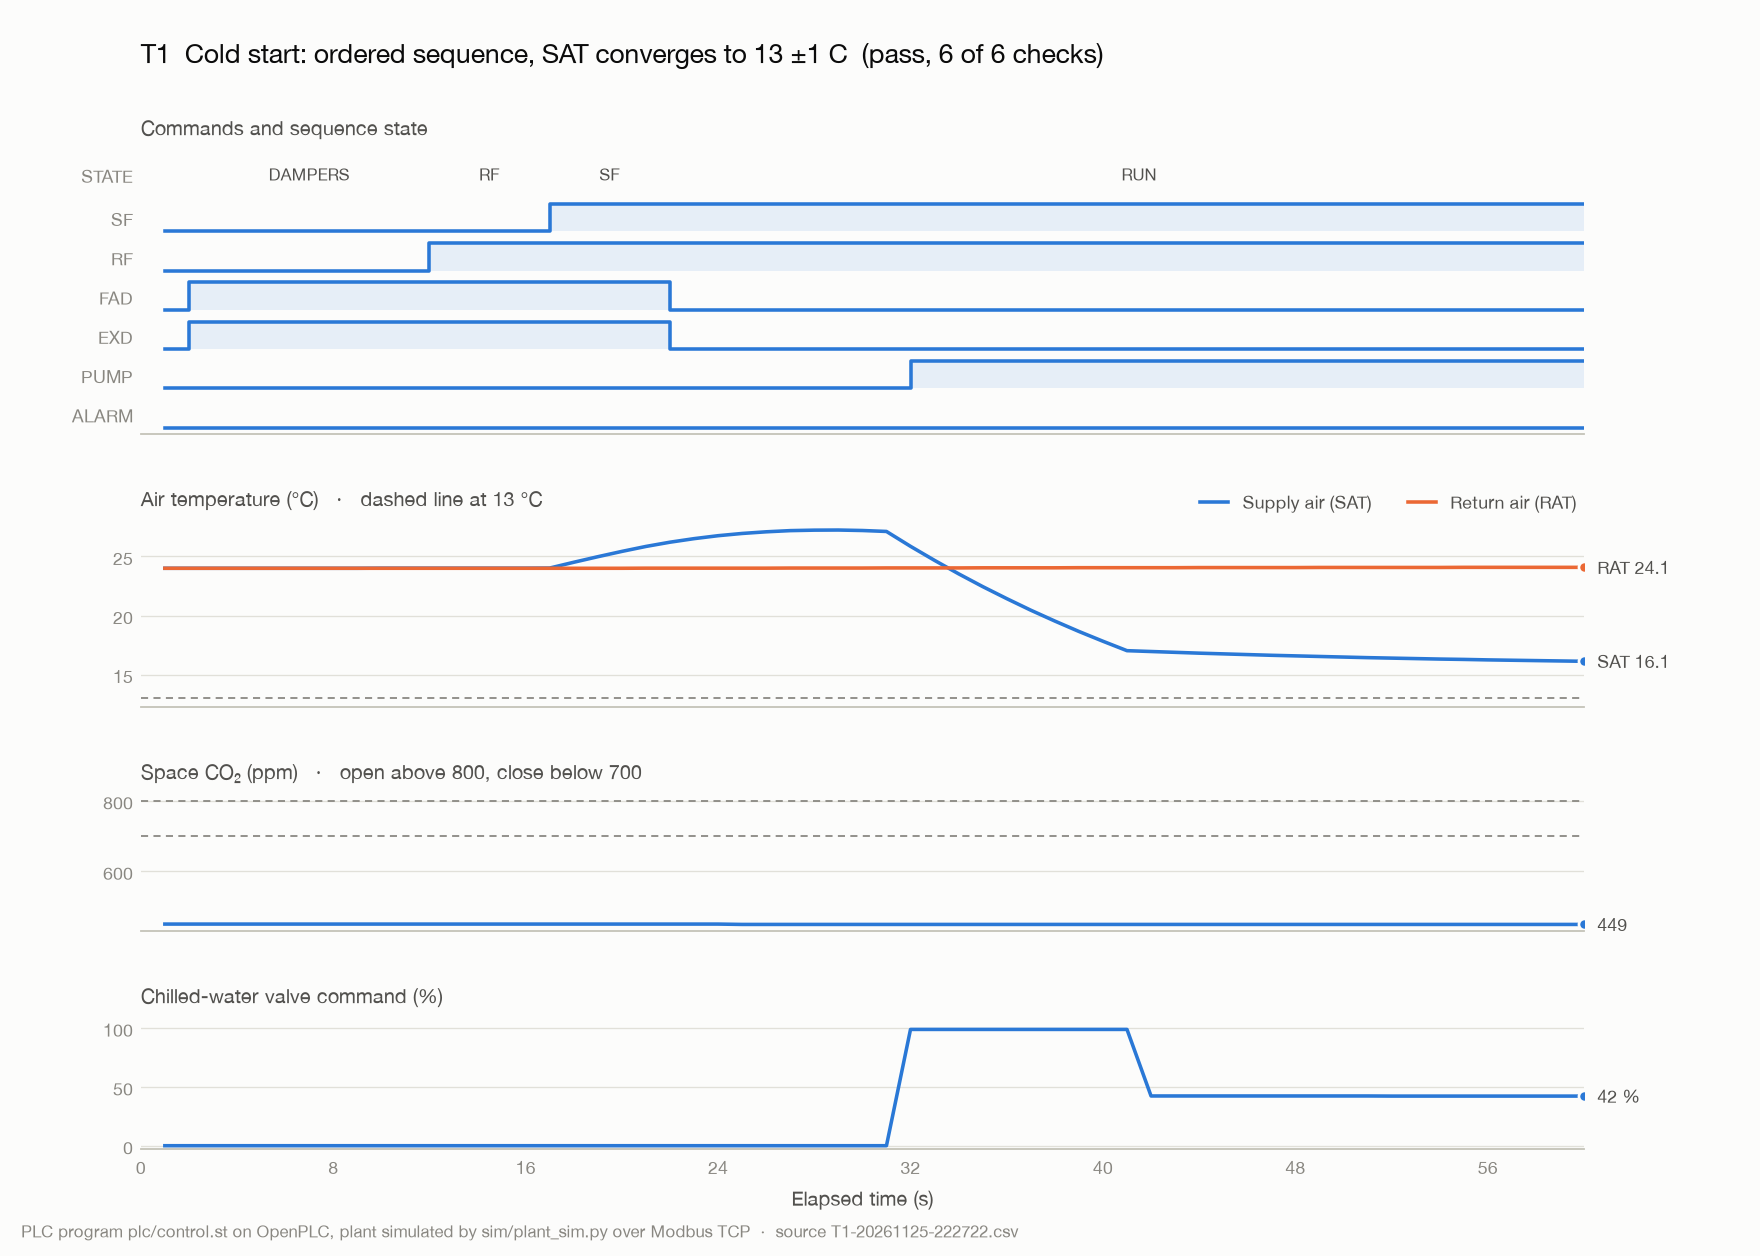 T1 Cold start: ordered sequence, SAT converges to 13 ±1 C (pass, 6 of 6 checks)
Commands and sequence state
STATE DAMPERS RF SF RUN
SF
RF
FAD
EXD
PUMP
ALARM
Air temperature (°C) · dashed line at 13 °C
Supply air (SAT) Return air (RAT)
25
RAT 24.1
20
SAT 16.1
15
Space CO₂ (ppm) · open above 800, close below 700
800
600
449
Chilled-water valve command (%)
100
50
42 %
0
0 8 16 24 32 40 48 56
Elapsed time (s)
PLC program plc/control.st on OpenPLC, plant simulated by sim/plant_sim.py over Modbus TCP · source T1-20261125-222722.csv